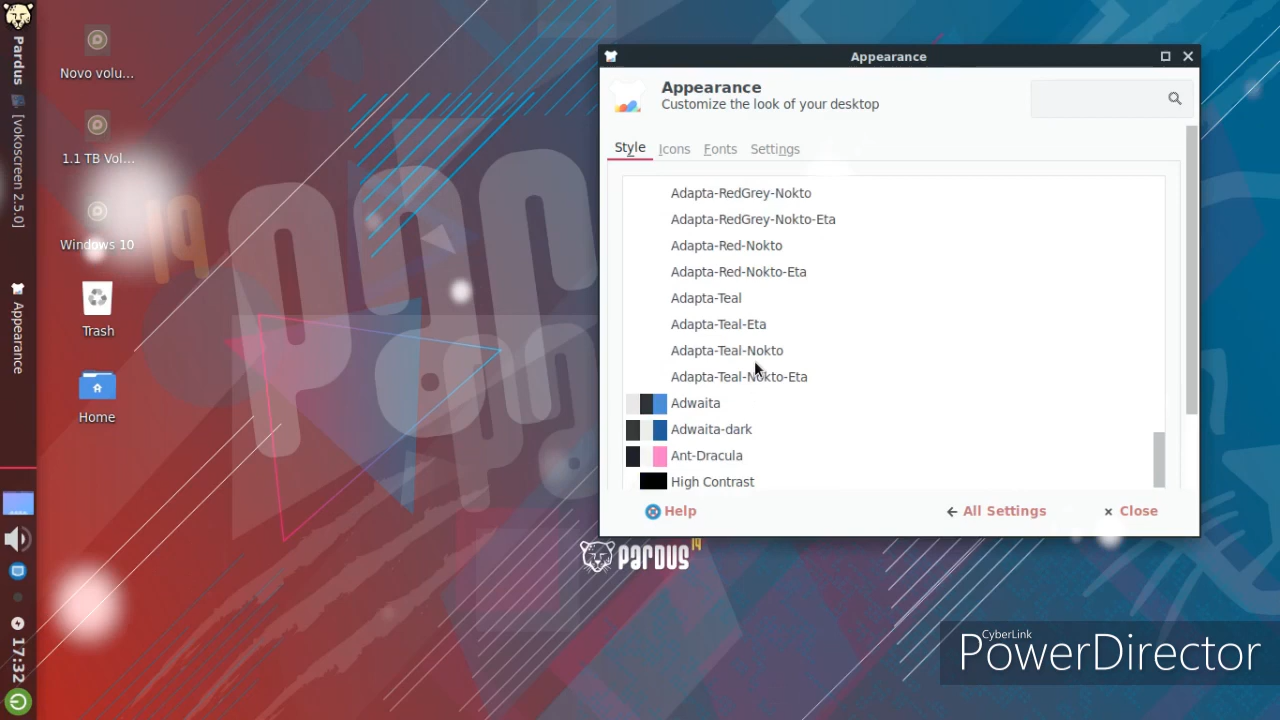 Pardus
[vokoscreen 2.5.0]
Appearance
17:32
Novo volu...
1.1 TB Vol...
Windows 10
Trash
Home
19
Pardus
19
Appearance
Appearance
Customize the look of your desktop
Style Icons Fonts Settings
Adapta-RedGrey-Nokto
Adapta-RedGrey-Nokto-Eta
Adapta-Red-Nokto
Adapta-Red-Nokto-Eta
Adapta-Teal
Adapta-Teal-Eta
Adapta-Teal-Nokto
Adapta-Teal-Nokto-Eta
Adwaita
Adwaita-dark
Ant-Dracula
High Contrast
Help All Settings Close
CyberLink
PowerDirector